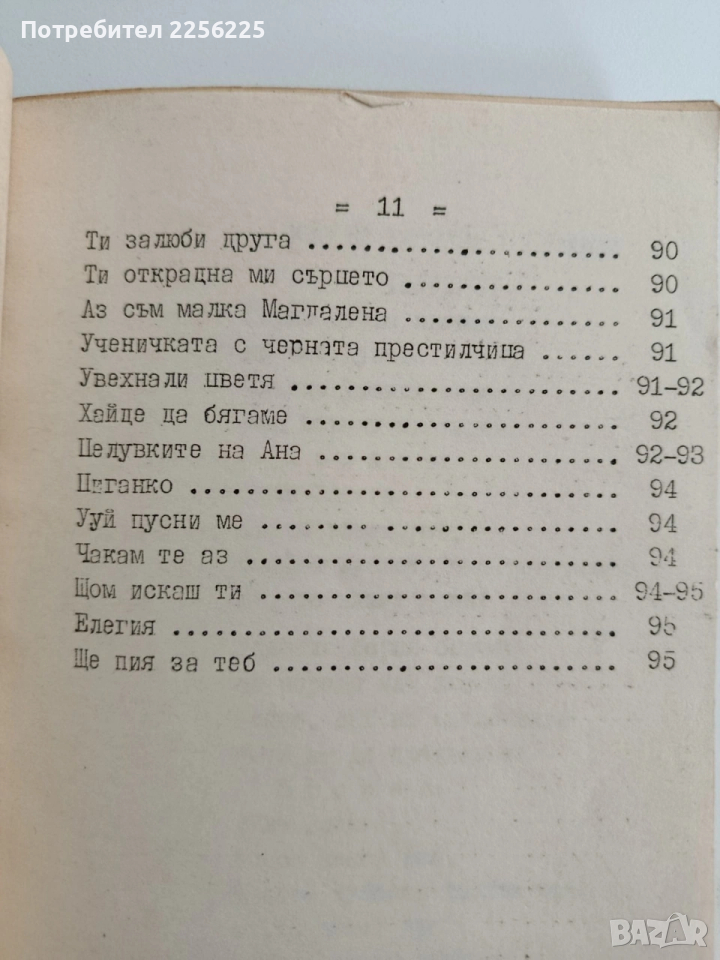 Потребител 2256225
= 11 =
Ти залюби друга ........................ 90
Ти открадна ми сърцето ................. 90
Аз съм малка Магдалена ................. 91
Ученичката с черната престилчица ...... 91
Увехнали цветя ......................... 91-92
Хайде да бягаме ........................ 92
Целувките на Ана ....................... 92-93
Циганко ................................ 94
Ууй пусни ме .... ...................... 94
Чакам те аз ............................ 94
Щом искаш ти ........................... 94-95
Елегия ................................. 95
Ще пия за теб .......................... 95
BAZAR